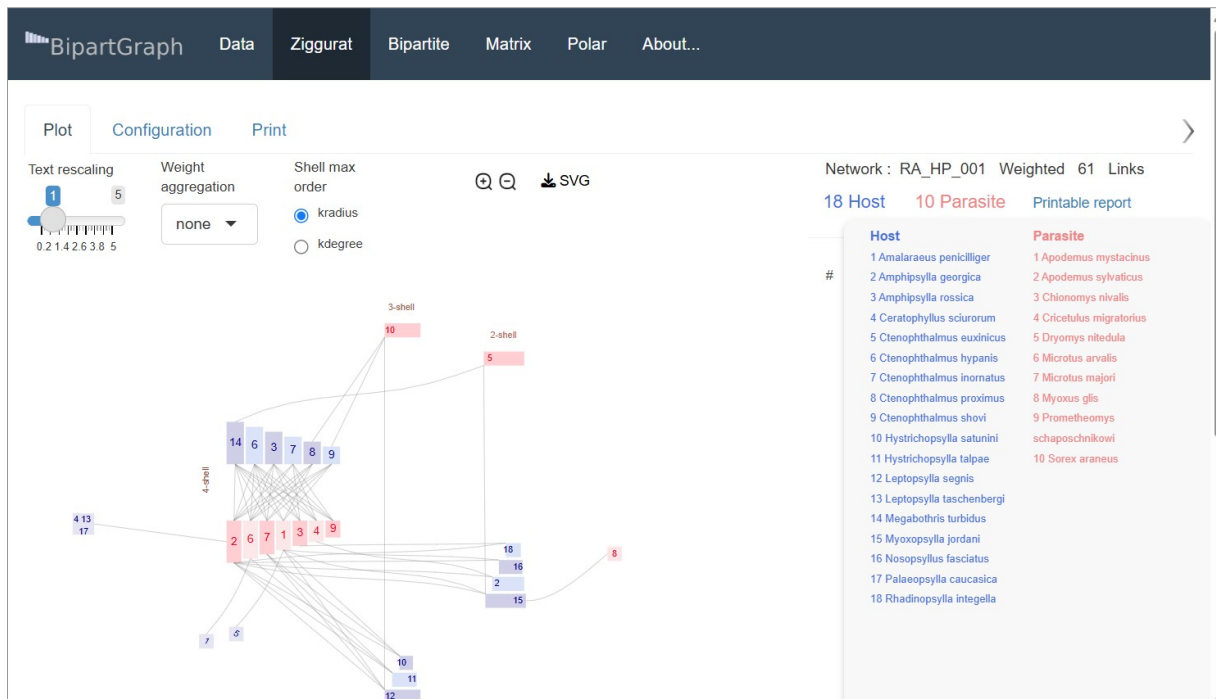 BipartGraph Data Ziggurat Bipartite Matrix Polar About...
Plot Configuration Print
Text rescaling
1 5
0.2 1.4 2.6 3.8 5
Weight
aggregation
none
Shell max
order
kradius
kdegree
SVG
Network : RA_HP_001 Weighted 61 Links
18 Host 10 Parasite Printable report
#
Host
1 Amalaraeus penicilliger
2 Amphipsylla georgica
3 Amphipsylla rossica
4 Ceratophyllus sciurorum
5 Ctenophthalmus euxinicus
6 Ctenophthalmus hypanis
7 Ctenophthalmus inornatus
8 Ctenophthalmus proximus
9 Ctenophthalmus shovi
10 Hystrichopsylla satunini
11 Hystrichopsylla talpae
12 Leptopsylla segnis
13 Leptopsylla taschenbergi
14 Megabothris turbidus
15 Myoxopsylla jordani
16 Nosopsyllus fasciatus
17 Palaeopsylla caucasica
18 Rhadinopsylla integella
Parasite
1 Apodemus mystacinus
2 Apodemus sylvaticus
3 Chionomys nivalis
4 Cricetulus migratorius
5 Dryomys nitedula
6 Microtus arvalis
7 Microtus majori
8 Myoxus glis
9 Prometheomys
schaposchnikowi
10 Sorex araneus
3-shell
10
2-shell
5
14 6 3 7 8 9
4-shell
2 6 7 1 3 4 9
4 13
17
18
16
2
15
8
1
5
10
11
12